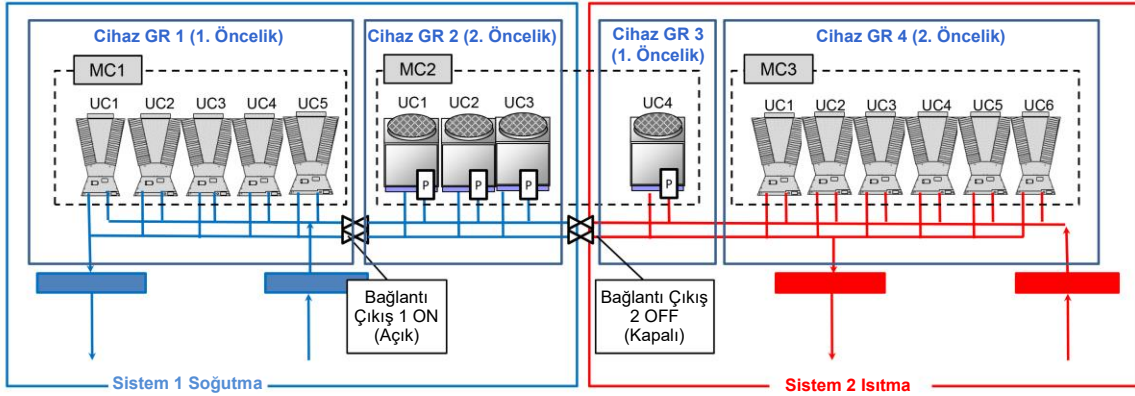 Cihaz GR 1 (1. Öncelik)
MC1
UC1 UC2 UC3 UC4 UC5
Cihaz GR 2 (2. Öncelik)
MC2
UC1 UC2 UC3
P P P
Cihaz GR 3
(1. Öncelik)
UC4
P
Cihaz GR 4 (2. Öncelik)
MC3
UC1 UC2 UC3 UC4 UC5 UC6
Bağlantı
Çıkış 1 ON
(Açık)
Bağlantı Çıkış
2 OFF
(Kapalı)
Sistem 1 Soğutma
Sistem 2 Isıtma